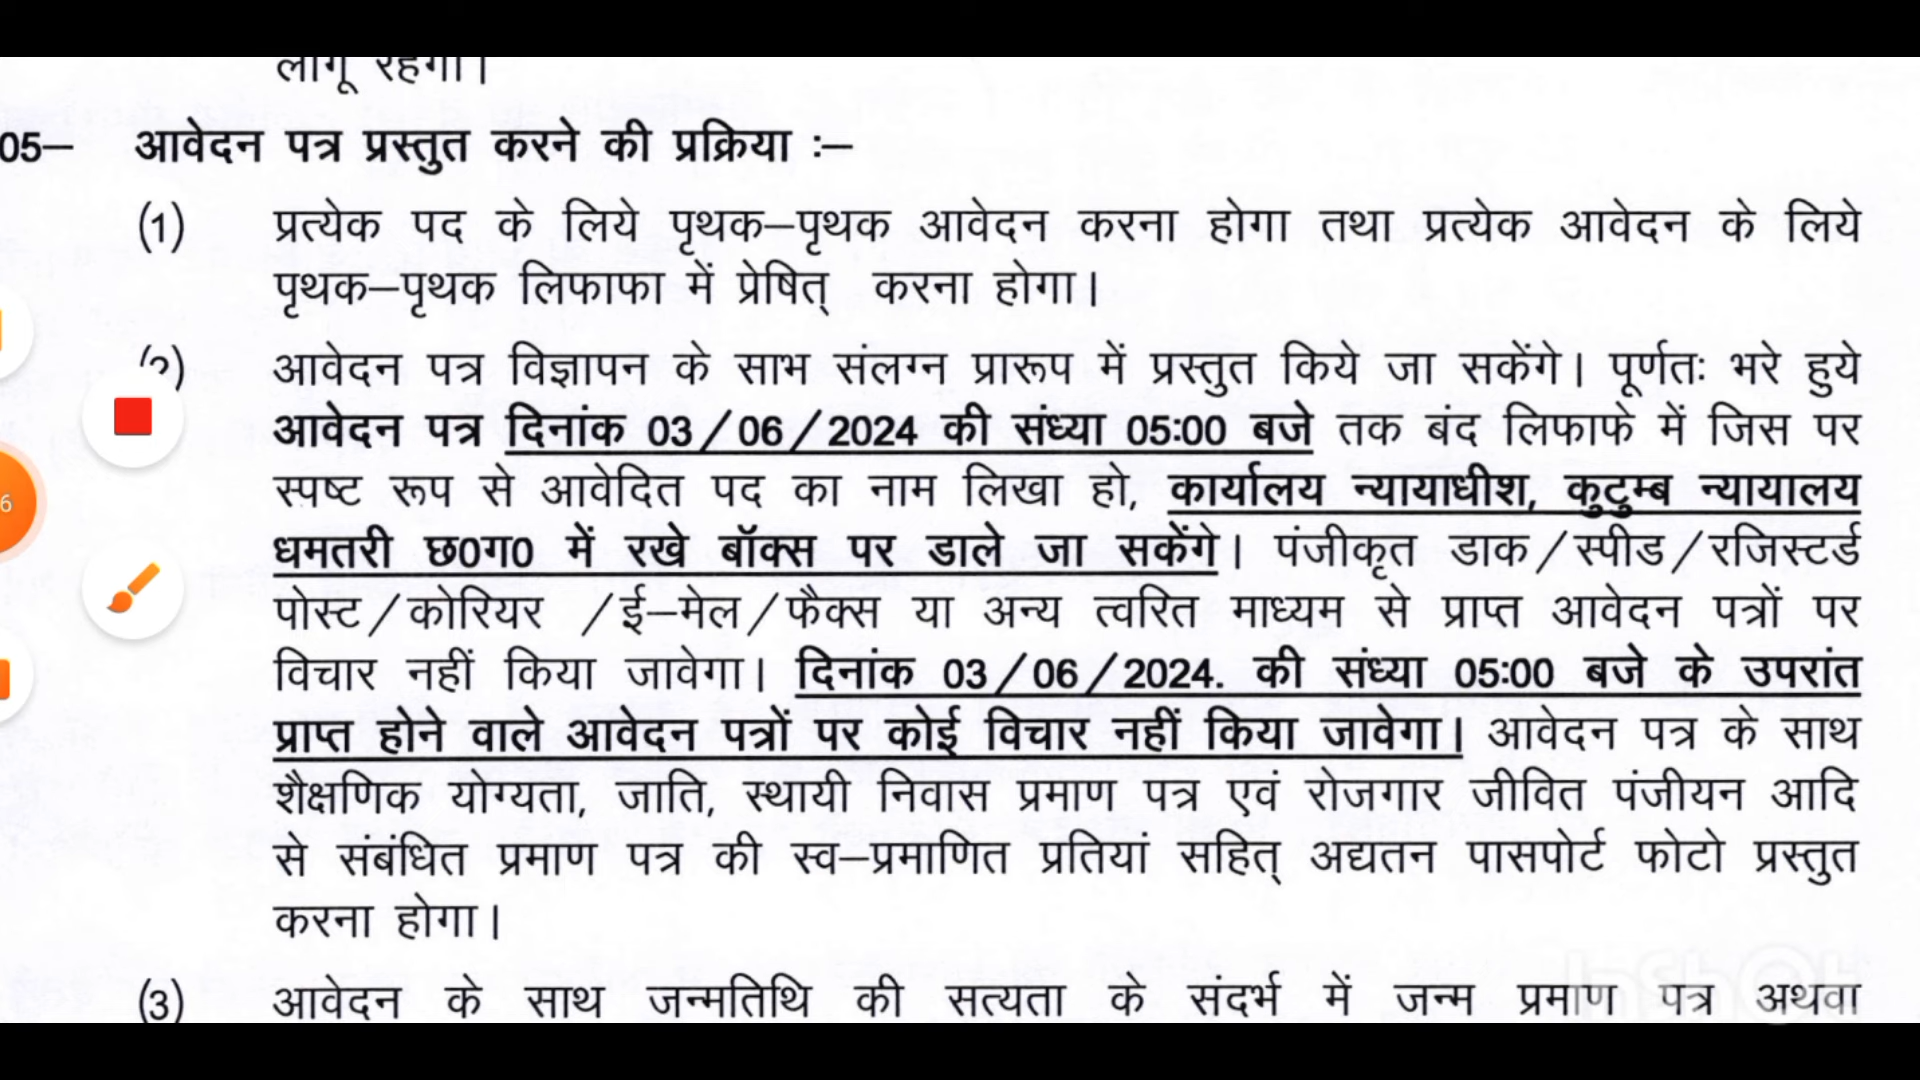 लागू रहेगा।
05– आवेदन पत्र प्रस्तुत करने की प्रक्रिया :–
(1) प्रत्येक पद के लिये पृथक–पृथक आवेदन करना होगा तथा प्रत्येक आवेदन के लिये
पृथक–पृथक लिफाफा में प्रेषित् करना होगा।
(2) आवेदन पत्र विज्ञापन के साभ संलग्न प्रारूप में प्रस्तुत किये जा सकेंगे। पूर्णतः भरे हुये
आवेदन पत्र दिनांक 03/06/2024 की संध्या 05:00 बजे तक बंद लिफाफे में जिस पर
स्पष्ट रूप से आवेदित पद का नाम लिखा हो, कार्यालय न्यायाधीश, कुटुम्ब न्यायालय
धमतरी छ0ग0 में रखे बॉक्स पर डाले जा सकेंगे। पंजीकृत डाक/स्पीड/रजिस्टर्ड
पोस्ट/कोरियर /ई–मेल/फैक्स या अन्य त्वरित माध्यम से प्राप्त आवेदन पत्रों पर
विचार नहीं किया जावेगा। दिनांक 03/06/2024. की संध्या 05:00 बजे के उपरांत
प्राप्त होने वाले आवेदन पत्रों पर कोई विचार नहीं किया जावेगा। आवेदन पत्र के साथ
शैक्षणिक योग्यता, जाति, स्थायी निवास प्रमाण पत्र एवं रोजगार जीवित पंजीयन आदि
से संबंधित प्रमाण पत्र की स्व–प्रमाणित प्रतियां सहित् अद्यतन पासपोर्ट फोटो प्रस्तुत
करना होगा।
(3) आवेदन के साथ जन्मतिथि की सत्यता के संदर्भ में जन्म प्रमाण पत्र अथवा
6
InShOt